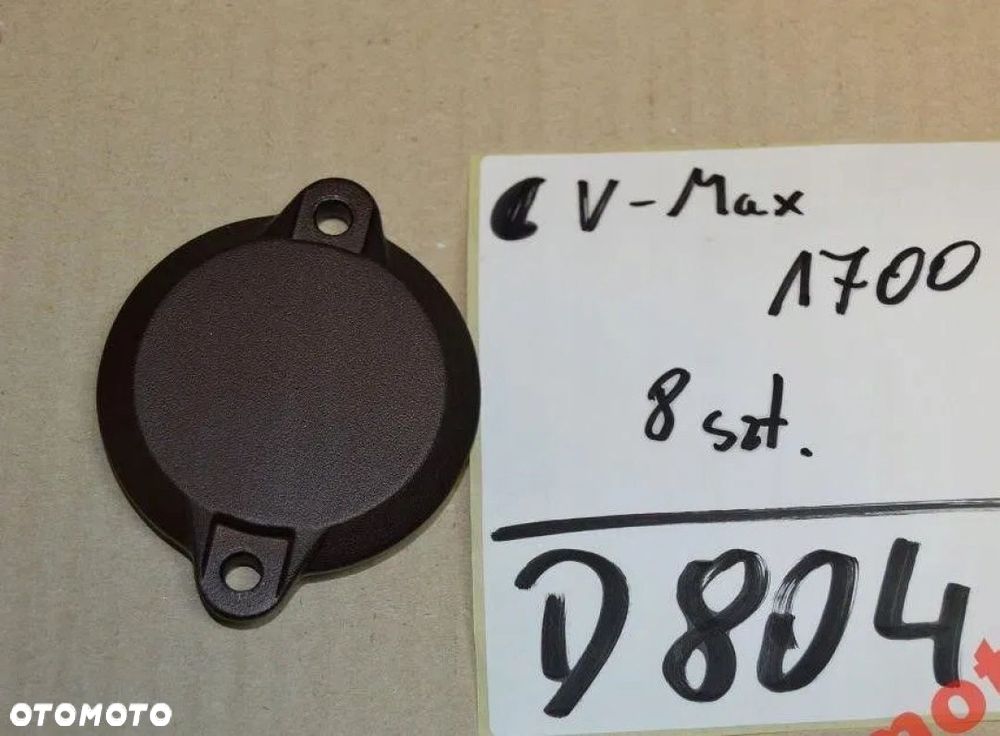 V-Max
1700
8 szt.
D804
OTOMOTO